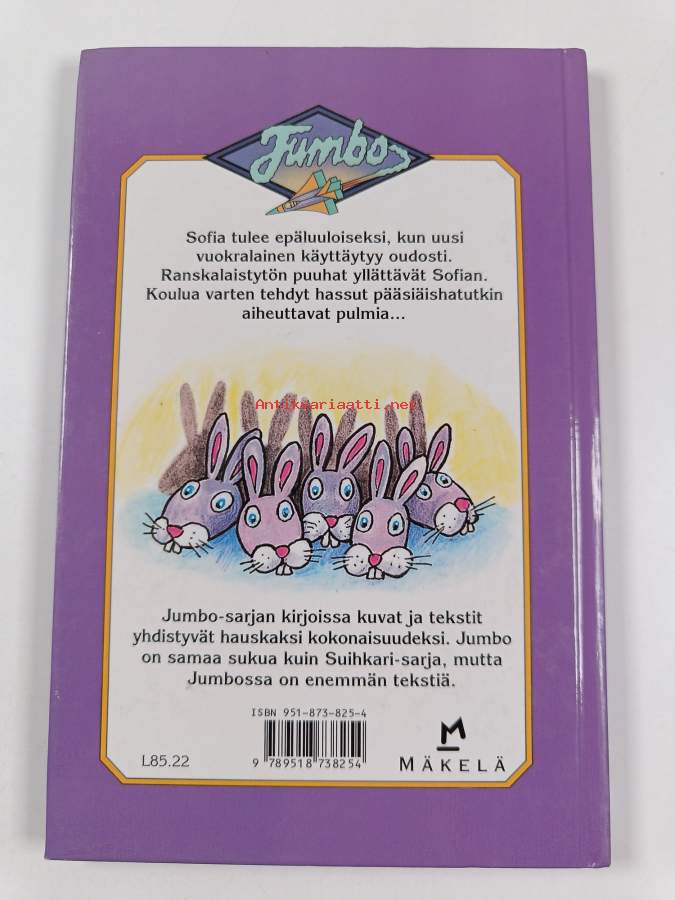 Jumbo
Sofia tulee epäluuloiseksi, kun uusi
vuokralainen käyttäytyy oudosti.
Ranskalaistytön puuhat yllättävät Sofian.
Koulua varten tehdyt hassut pääsiäishatutkin
aiheuttavat pulmia...
Antikvariaatti.net
Jumbo-sarjan kirjoissa kuvat ja tekstit
yhdistyvät hauskaksi kokonaisuudeksi. Jumbo
on samaa sukua kuin Suihkari-sarja, mutta
Jumbossa on enemmän tekstiä.
ISBN 951-873-825-4
9 789518 738254
L85.22
M
MÄKELÄ